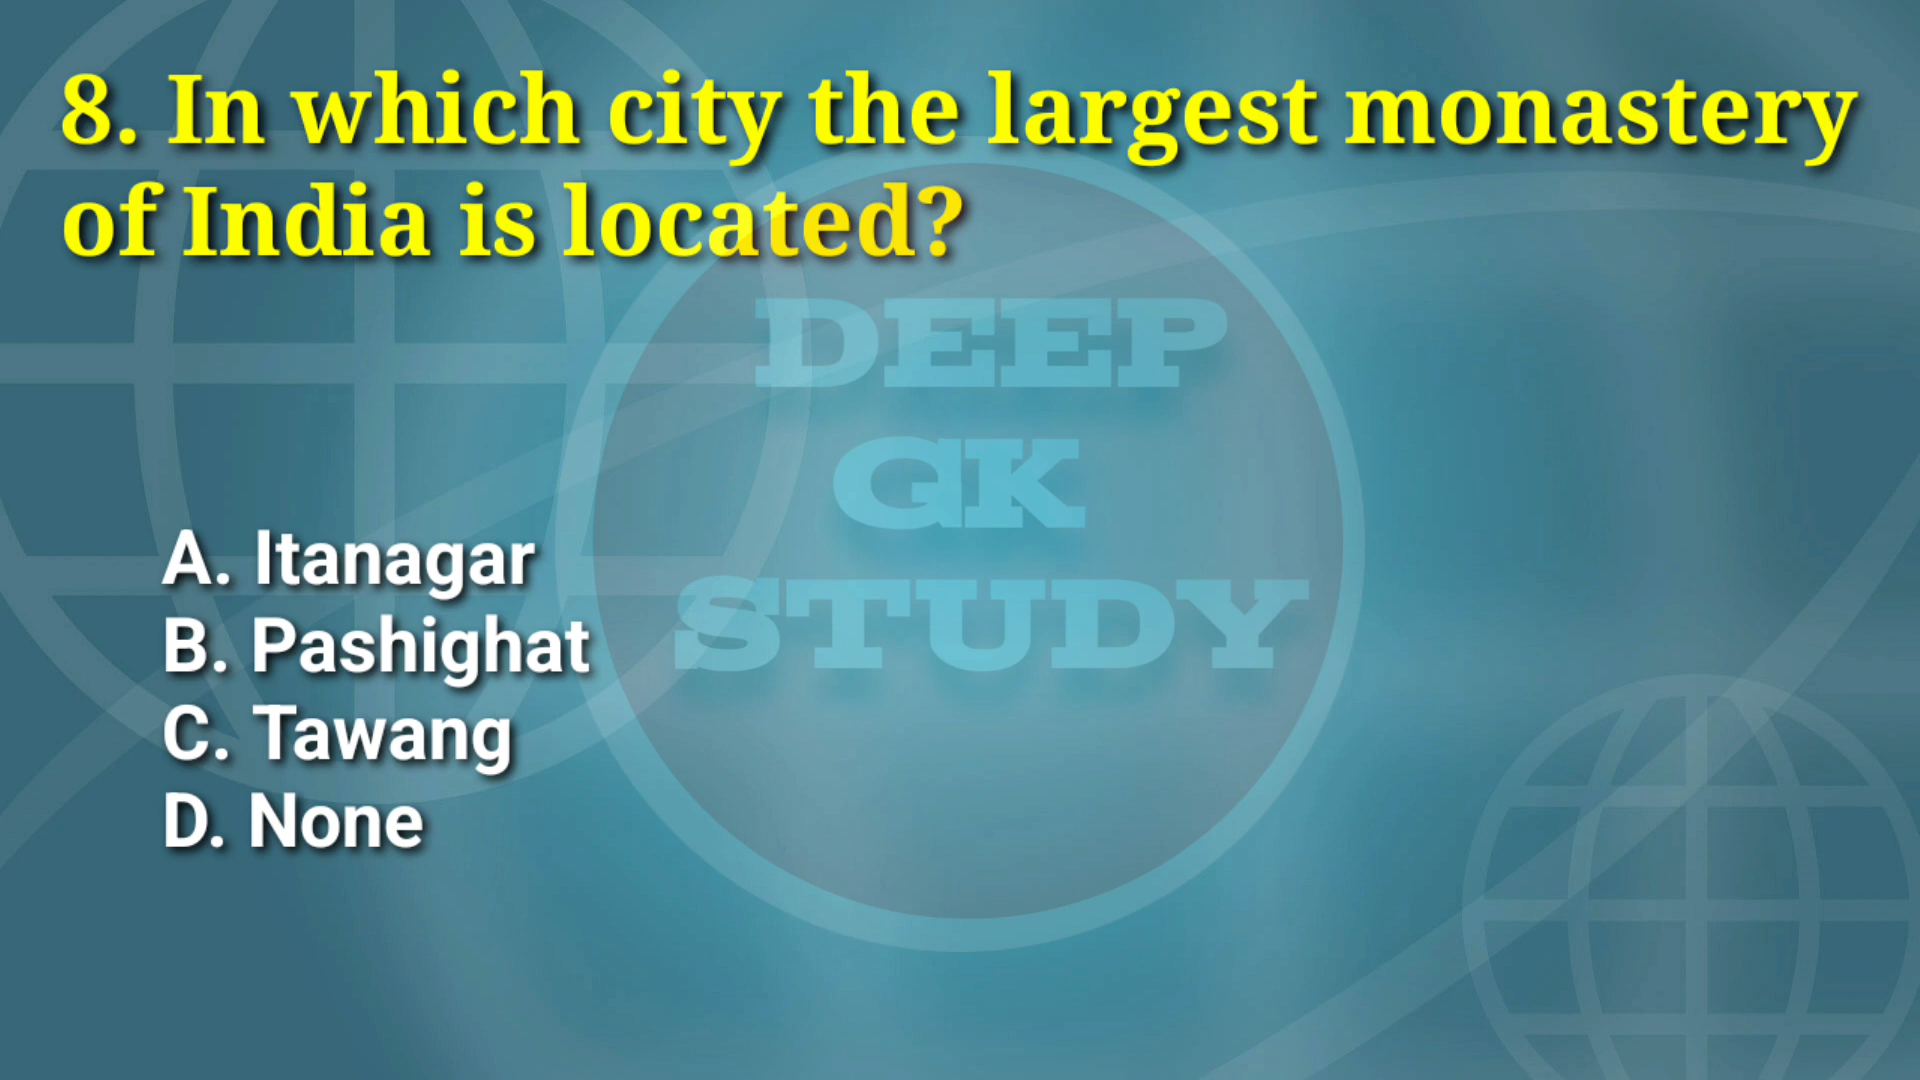 8. In which city the largest monastery
of India is located?
DEEP
GK
STUDY
A. Itanagar
B. Pashighat
C. Tawang
D. None